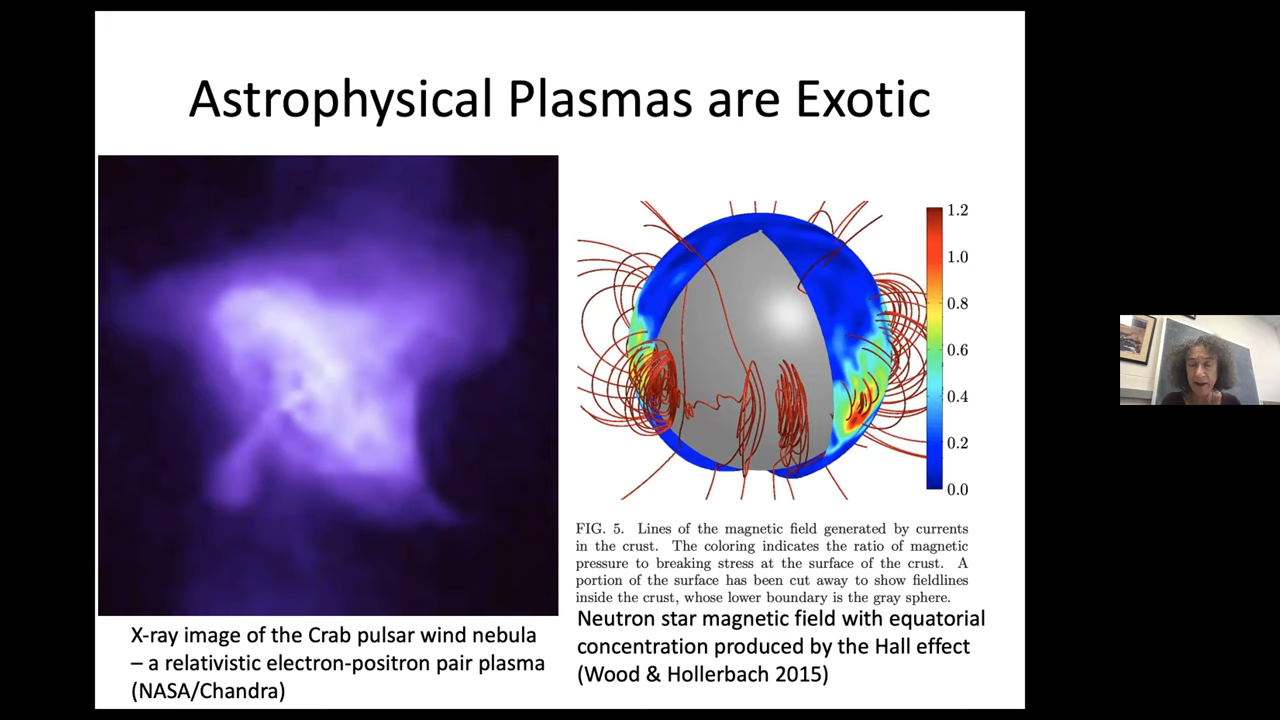 Astrophysical Plasmas are Exotic
1.2
1.0
0.8
0.6
0.4
0.2
0.0
FIG. 5. Lines of the magnetic field generated by currents
in the crust. The coloring indicates the ratio of magnetic
pressure to breaking stress at the surface of the crust. A
portion of the surface has been cut away to show fieldlines
inside the crust, whose lower boundary is the gray sphere.
X-ray image of the Crab pulsar wind nebula
– a relativistic electron-positron pair plasma
(NASA/Chandra)
Neutron star magnetic field with equatorial
concentration produced by the Hall effect
(Wood & Hollerbach 2015)